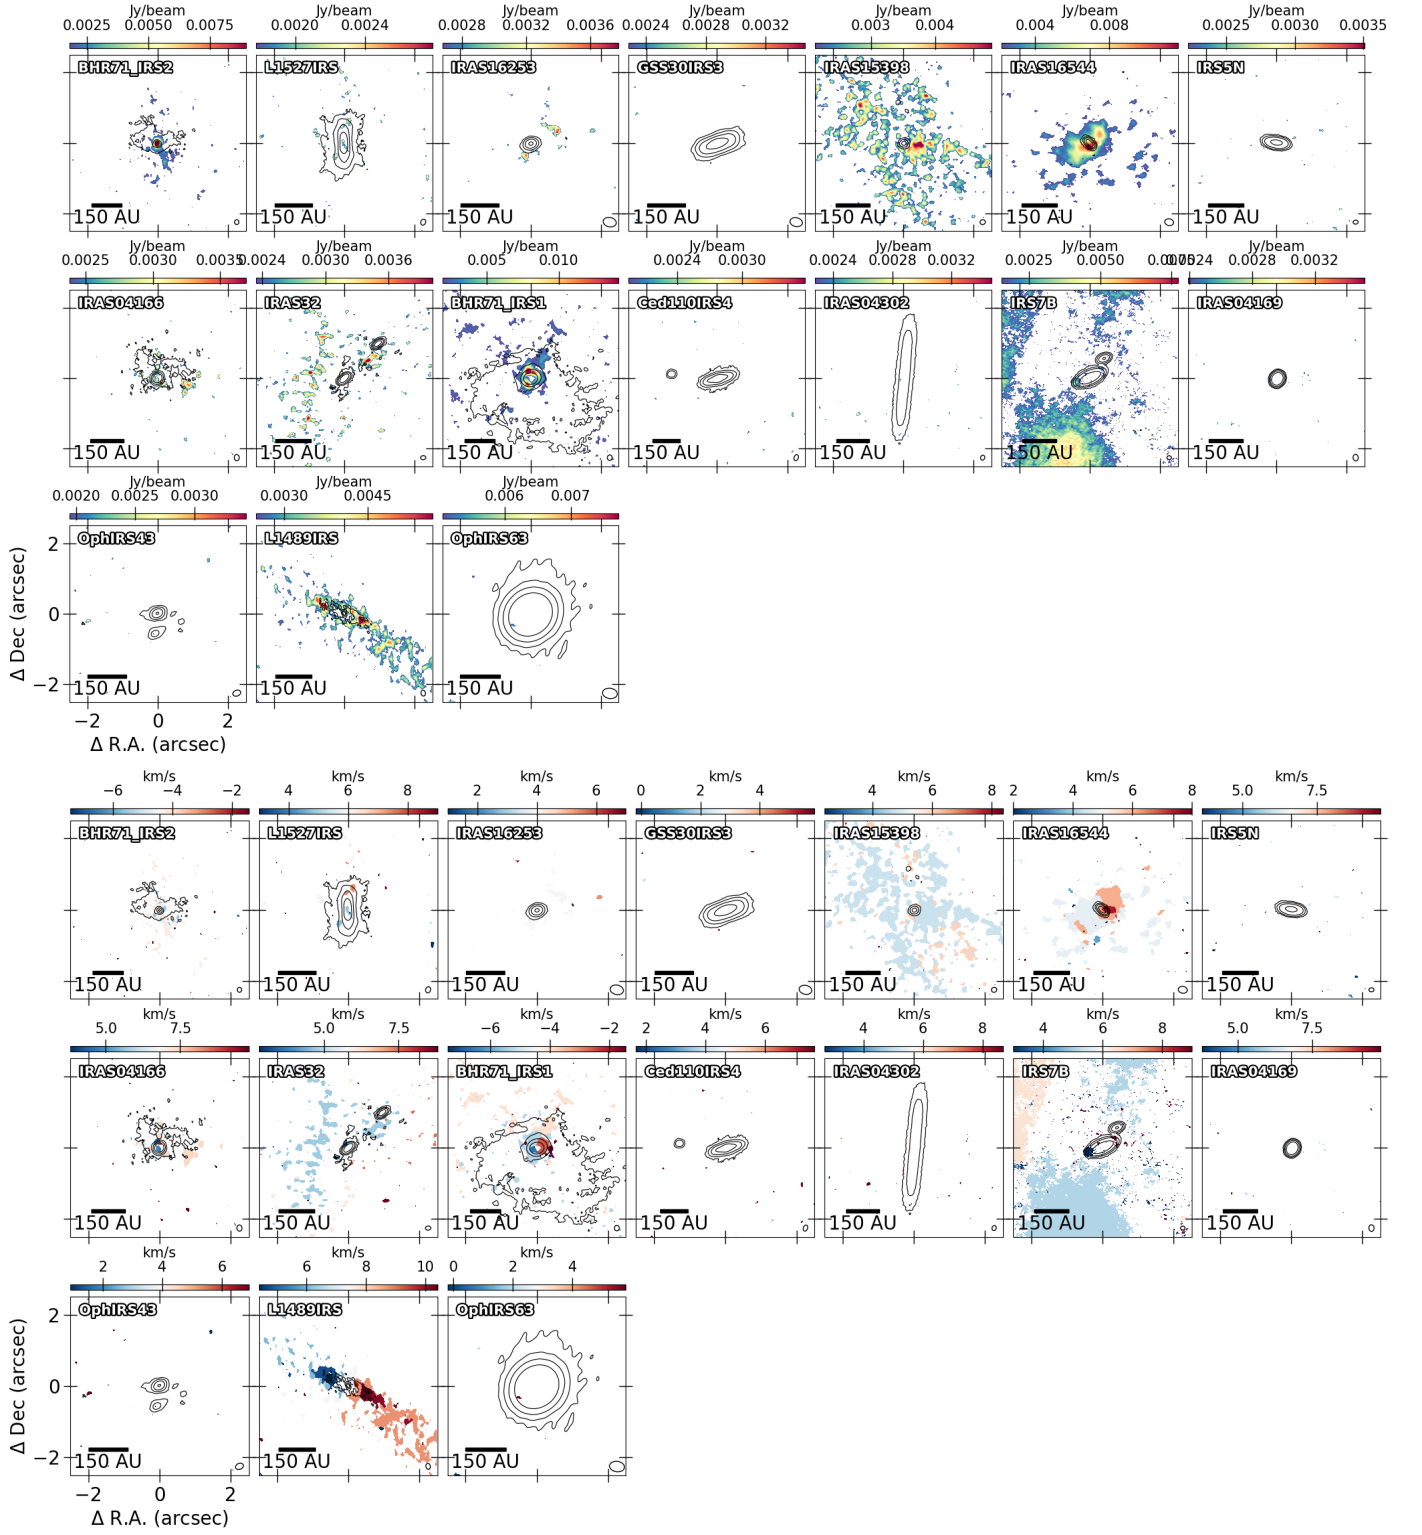 Jy/beam Jy/beam Jy/beam Jy/beam Jy/beam Jy/beam Jy/beam
0.0025 0.0050 0.0075 0.0020 0.0024 0.0028 0.0032 0.0036 0.0024 0.0028 0.0032 0.003 0.004 0.004 0.008 0.0025 0.0030 0.0035
BHR71_IRS2 L1527IRS IRAS16253 GSS30IRS3 IRAS15398 IRAS16544 IRS5N
150 AU 150 AU 150 AU 150 AU 150 AU 150 AU 150 AU
Jy/beam Jy/beam Jy/beam Jy/beam Jy/beam Jy/beam Jy/beam
0.0025 0.0030 0.0035 0.0024 0.0030 0.0036 0.005 0.010 0.0024 0.0030 0.0024 0.0028 0.0032 0.0025 0.0050 0.0075 0.0024 0.0028 0.0032
IRAS04166 IRAS32 BHR71_IRS1 Ced110IRS4 IRAS04302 IRS7B IRAS04169
150 AU 150 AU 150 AU 150 AU 150 AU 150 AU 150 AU
Jy/beam Jy/beam Jy/beam
0.0020 0.0025 0.0030 0.0030 0.0045 0.006 0.007
OphIRS43 L1489IRS OphIRS63
2
0
−2
Δ Dec (arcsec)
150 AU 150 AU 150 AU
−2 0 2
Δ R.A. (arcsec)
km/s km/s km/s km/s km/s km/s km/s
−6 −4 −2 4 6 8 2 4 6 0 2 4 4 6 8 2 4 6 8 5.0 7.5
BHR71_IRS2 L1527IRS IRAS16253 GSS30IRS3 IRAS15398 IRAS16544 IRS5N
150 AU 150 AU 150 AU 150 AU 150 AU 150 AU 150 AU
km/s km/s km/s km/s km/s km/s km/s
5.0 7.5 5.0 7.5 −6 −4 −2 2 4 6 4 6 8 4 6 8 5.0 7.5
IRAS04166 IRAS32 BHR71_IRS1 Ced110IRS4 IRAS04302 IRS7B IRAS04169
150 AU 150 AU 150 AU 150 AU 150 AU 150 AU 150 AU
km/s km/s km/s
2 4 6 6 8 10 0 2 4
OphIRS43 L1489IRS OphIRS63
2
0
−2
Δ Dec (arcsec)
150 AU 150 AU 150 AU
−2 0 2
Δ R.A. (arcsec)